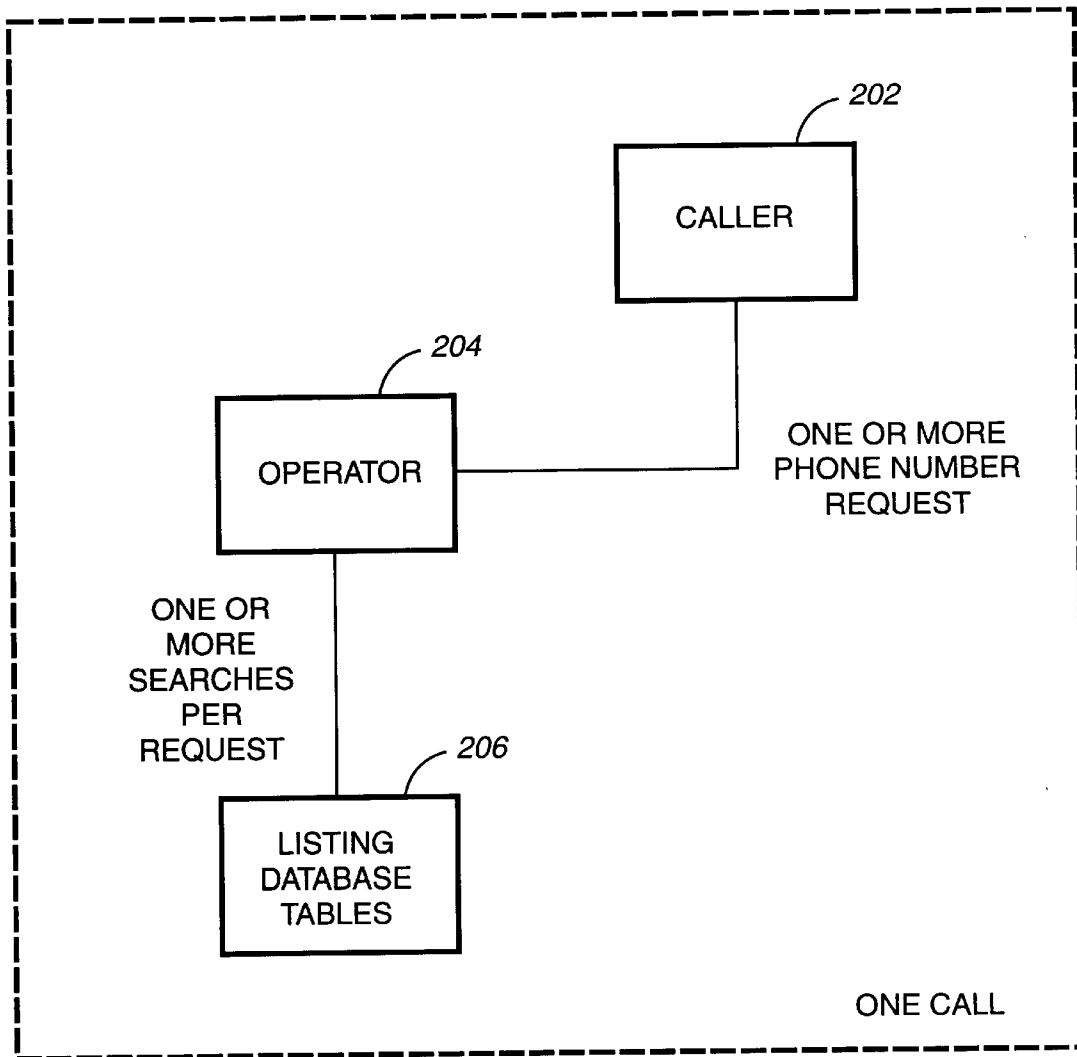 202
CALLER
204
OPERATOR
ONE OR MORE
PHONE NUMBER
REQUEST
ONE OR
MORE
SEARCHES
PER
REQUEST
206
LISTING
DATABASE
TABLES
ONE CALL